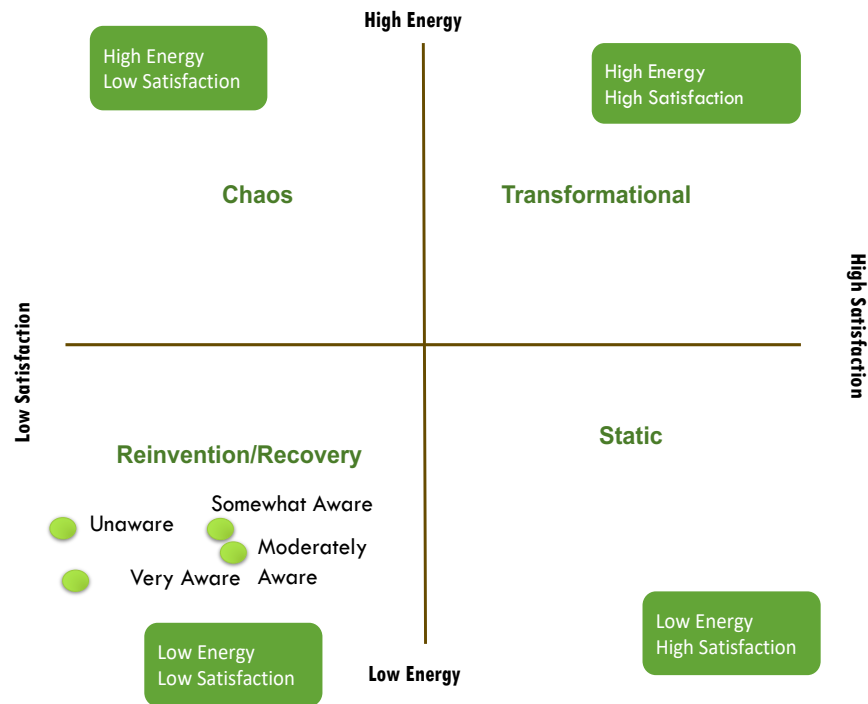 High Energy
High Energy
Low Satisfaction
High Energy
High Satisfaction
Chaos
Transformational
Low Satisfaction
High Satisfaction
Static
Reinvention/Recovery
Somewhat Aware
Unaware
Moderately
Aware
Very Aware
Low Energy
High Satisfaction
Low Energy
Low Satisfaction
Low Energy